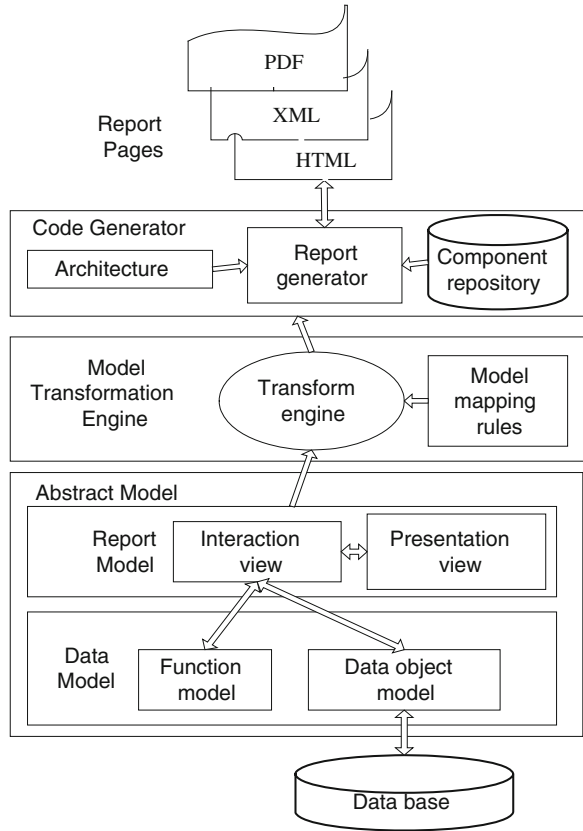 PDF
XML
HTML
Report
Pages
Code Generator
Architecture
Report
generator
Component
repository
Model
Transformation
Engine
Transform
engine
Model
mapping
rules
Abstract Model
Report
Model
Interaction
view
Presentation
view
Data
Model
Function
model
Data object
model
Data base